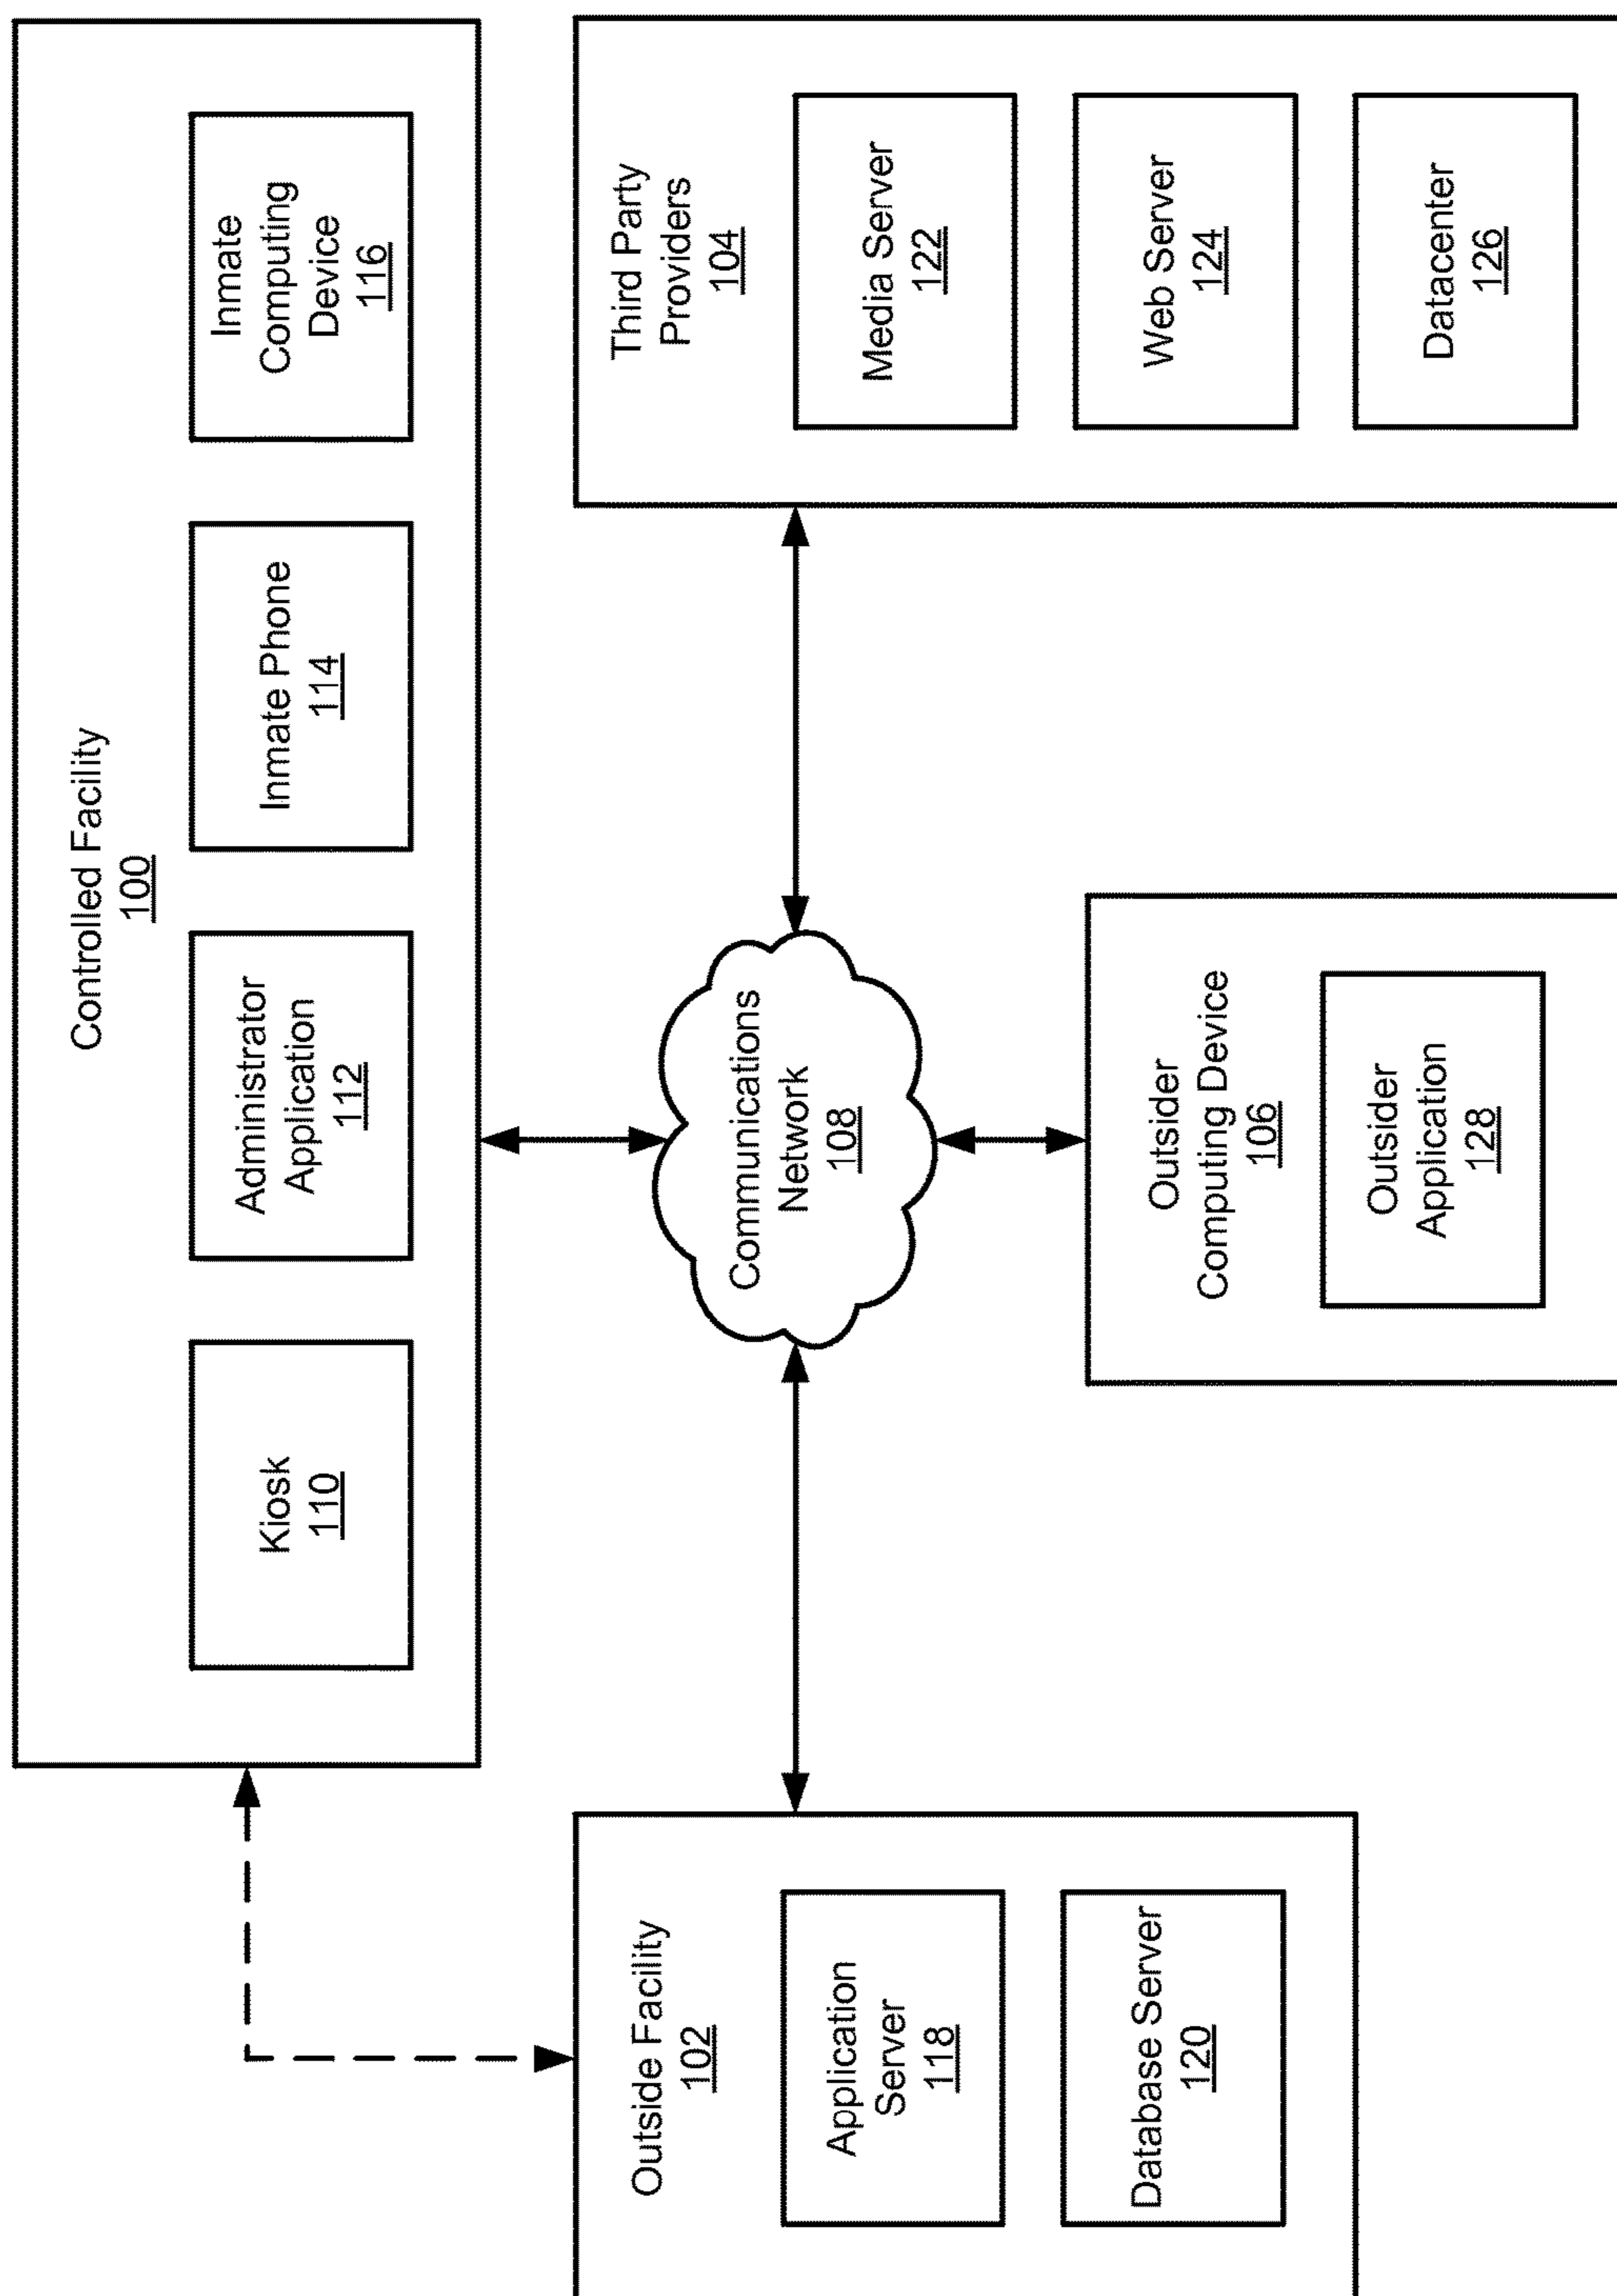 Controlled Facility
100
Kiosk
110
Administrator
Application
112
Inmate Phone
114
Inmate
Computing
Device
116
Communications
Network
108
Outside Facility
102
Application
Server
118
Database Server
120
Outsider
Computing Device
106
Outsider
Application
128
Third Party
Providers
104
Media Server
122
Web Server
124
Datacenter
126